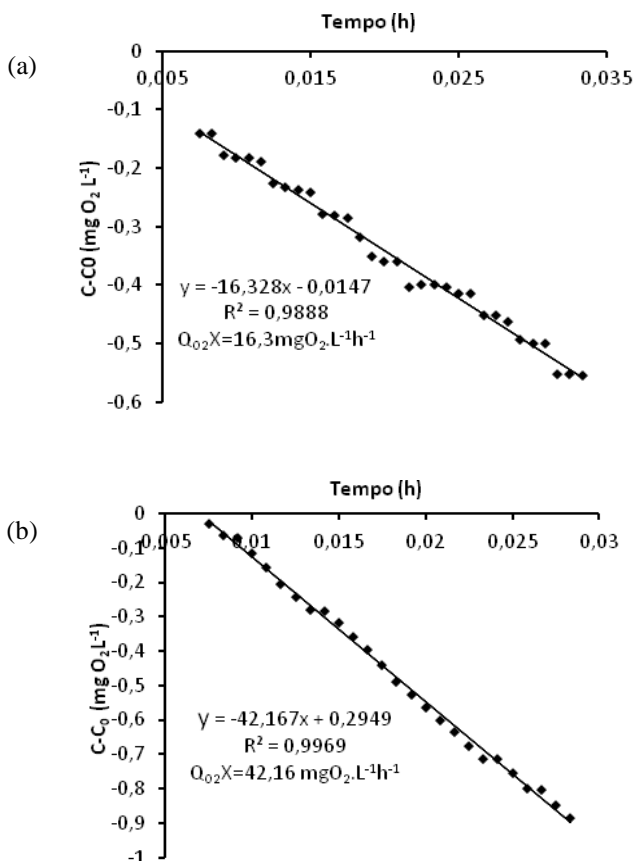 Tempo (h)
(a)
0
0,005 0,015 0,025 0,035
-0,1
-0,2
-0,3
-0,4
-0,5
-0,6
C-C0 (mg O₂ L⁻¹)
y = -16,328x - 0,0147
R² = 0,9888
Q₀₂X=16,3mgO₂.L⁻¹h⁻¹
Tempo (h)
(b)
0
0,005 0,01 0,015 0,02 0,025 0,03
-0,1
-0,2
-0,3
-0,4
-0,5
-0,6
-0,7
-0,8
-0,9
-1
C-C₀ (mg O₂L⁻¹)
y = -42,167x + 0,2949
R² = 0,9969
Q₀₂X=42,16 mgO₂.L⁻¹h⁻¹